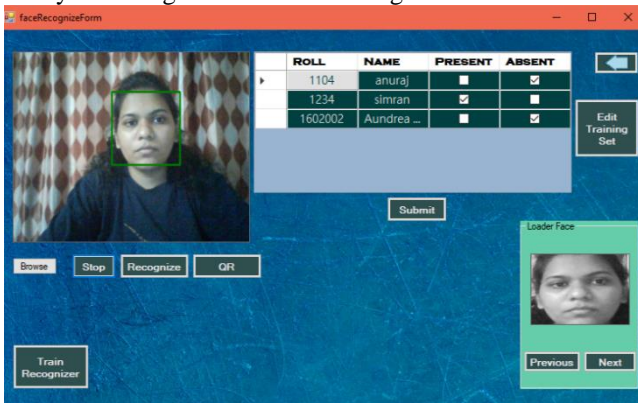 faceRecognizeForm
ROLL NAME PRESENT ABSENT
1104 anuraj
1234 simran
1602002 Aundrea ...
Edit
Training
Set
Submit
Loader Face
Browse Stop Recognize QR
Previous Next
Train
Recognizer